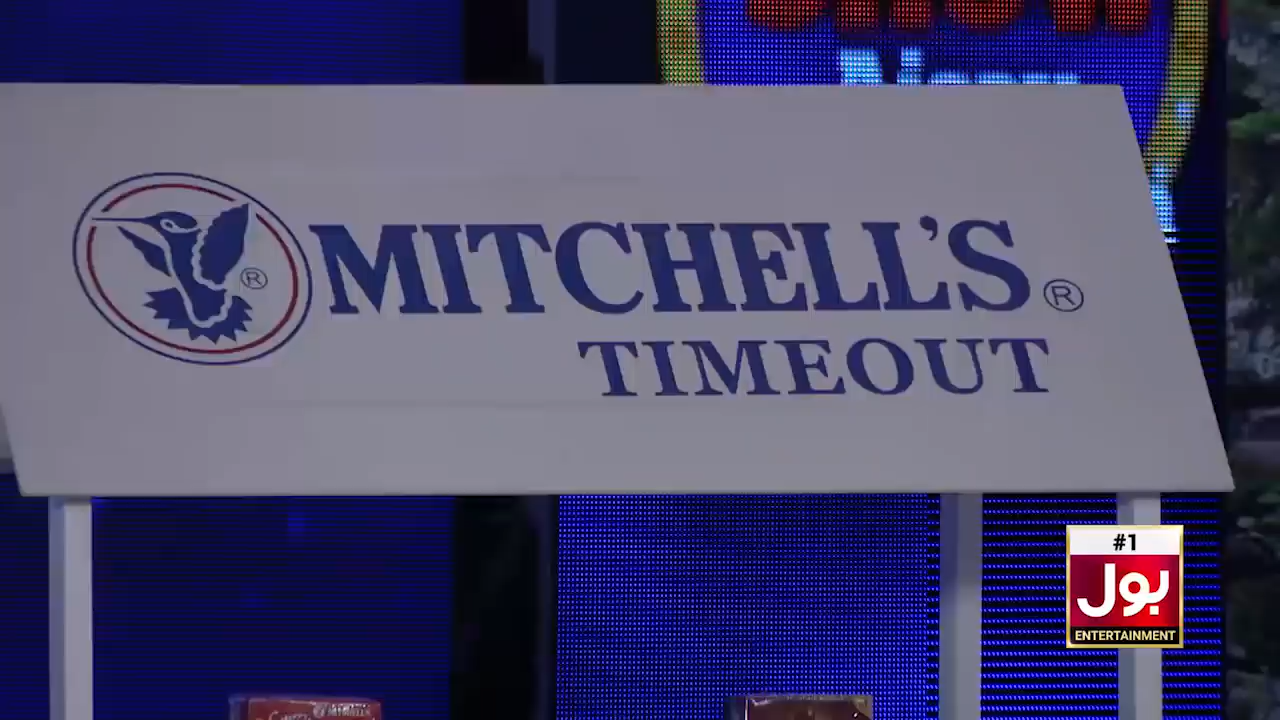 MITCHELL'S ®
®
TIMEOUT
#1
بول
ENTERTAINMENT